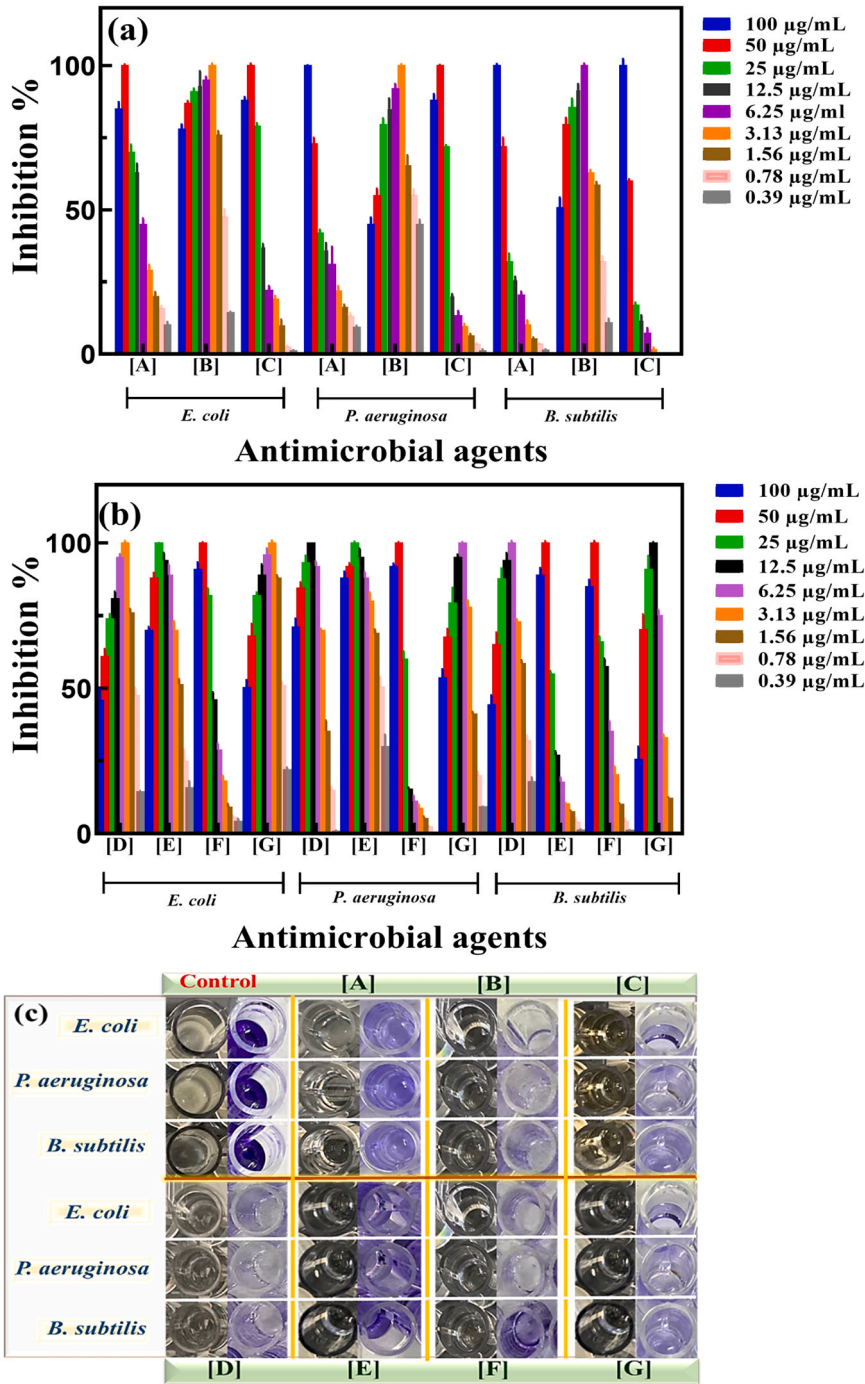 (a)
Inhibition %
100
50
0
100 µg/mL
50 µg/mL
25 µg/mL
12.5 µg/mL
6.25 µg/ml
3.13 µg/mL
1.56 µg/mL
0.78 µg/mL
0.39 µg/mL
[A] [B] [C] [A] [B] [C] [A] [B] [C]
E. coli P. aeruginosa B. subtilis
Antimicrobial agents
(b)
Inhibition %
100
50
0
100 µg/mL
50 µg/mL
25 µg/mL
12.5 µg/mL
6.25 µg/mL
3.13 µg/mL
1.56 µg/mL
0.78 µg/mL
0.39 µg/mL
[D] [E] [F] [G] [D] [E] [F] [G] [D] [E] [F] [G]
E. coli P. aeruginosa B. subtilis
Antimicrobial agents
Control [A] [B] [C]
(c)
E. coli
P. aeruginosa
B. subtilis
E. coli
P. aeruginosa
B. subtilis
[D] [E] [F] [G]